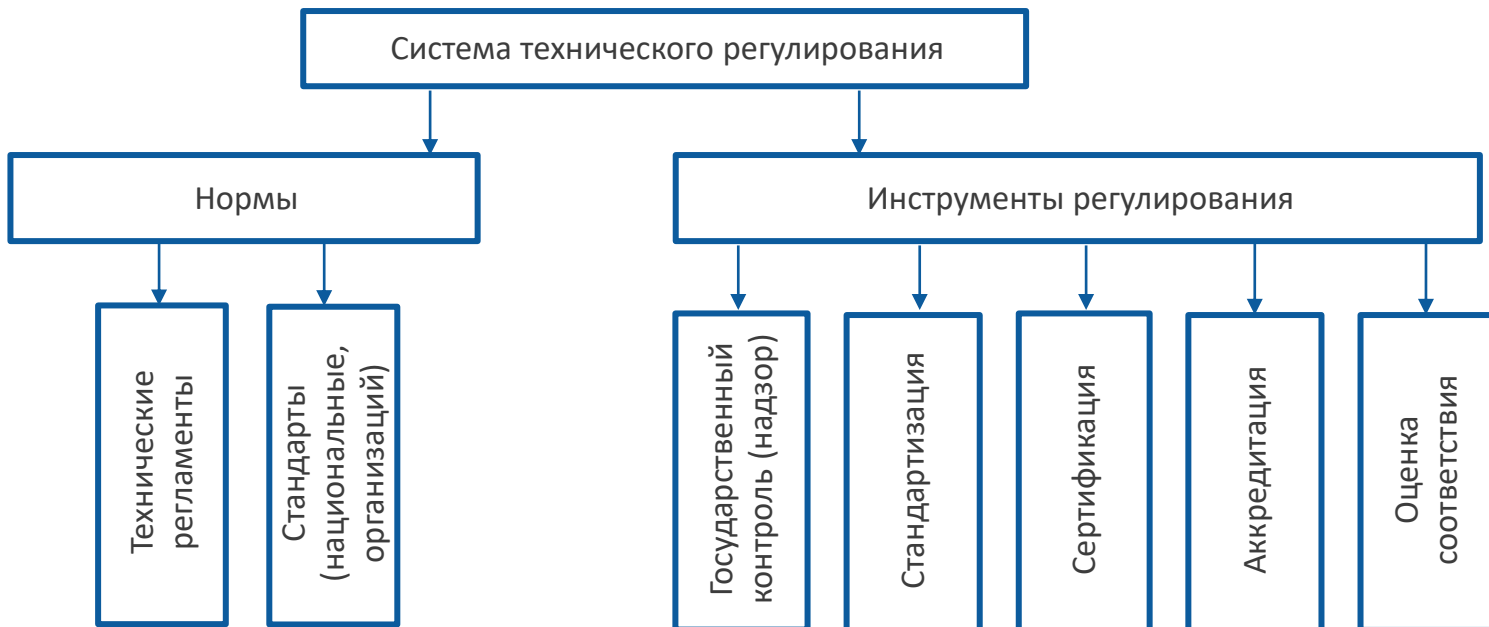 Система технического регулирования
Нормы
Инструменты регулирования
Технические
регламенты
Стандарты
(национальные,
организаций)
Государственный
контроль (надзор)
Стандартизация
Сертификация
Аккредитация
Оценка
соответствия